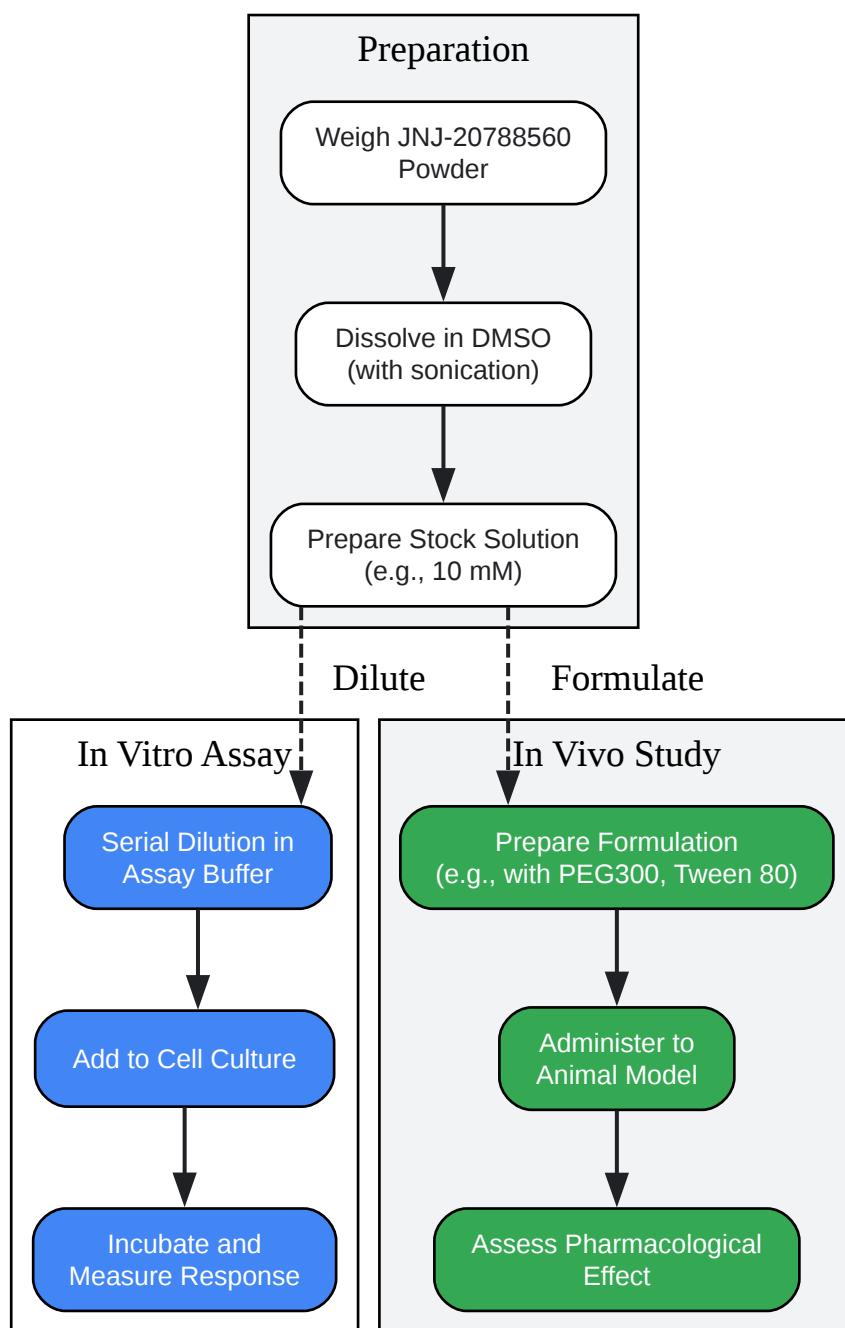 Preparation
Weigh JNJ-20788560
Powder
Dissolve in DMSO
(with sonication)
Prepare Stock Solution
(e.g., 10 mM)
Dilute
Formulate
In Vitro Assay
Serial Dilution in
Assay Buffer
Add to Cell Culture
Incubate and
Measure Response
In Vivo Study
Prepare Formulation
(e.g., with PEG300, Tween 80)
Administer to
Animal Model
Assess Pharmacological
Effect